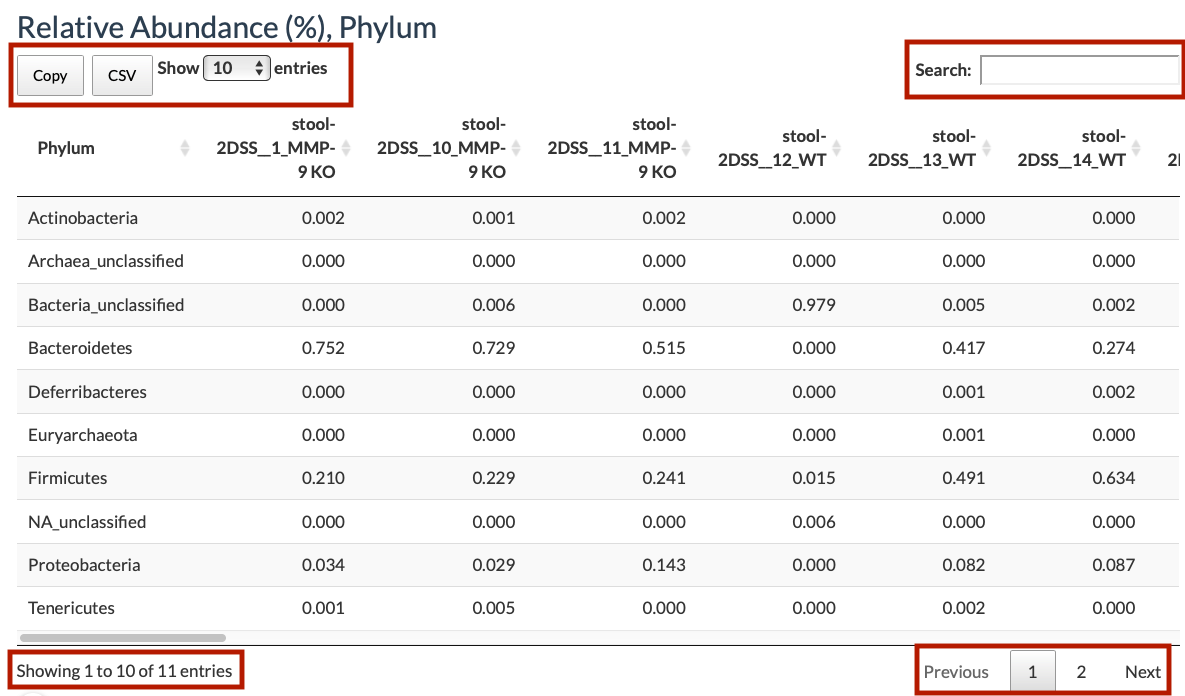 Relative Abundance (%), Phylum
Copy CSV Show 10 entries Search:
Phylum stool-2DSS__1_MMP-9 KO stool-2DSS__10_MMP-9 KO stool-2DSS__11_MMP-9 KO stool-2DSS__12_WT stool-2DSS__13_WT stool-2DSS__14_WT
Actinobacteria 0.002 0.001 0.002 0.000 0.000 0.000
Archaea_unclassified 0.000 0.000 0.000 0.000 0.000 0.000
Bacteria_unclassified 0.000 0.006 0.000 0.979 0.005 0.002
Bacteroidetes 0.752 0.729 0.515 0.000 0.417 0.274
Deferribacteres 0.000 0.000 0.000 0.000 0.001 0.002
Euryarchaeota 0.000 0.000 0.000 0.000 0.001 0.000
Firmicutes 0.210 0.229 0.241 0.015 0.491 0.634
NA_unclassified 0.000 0.000 0.000 0.006 0.000 0.000
Proteobacteria 0.034 0.029 0.143 0.000 0.082 0.087
Tenericutes 0.001 0.005 0.000 0.000 0.002 0.000
Showing 1 to 10 of 11 entries Previous 1 2 Next